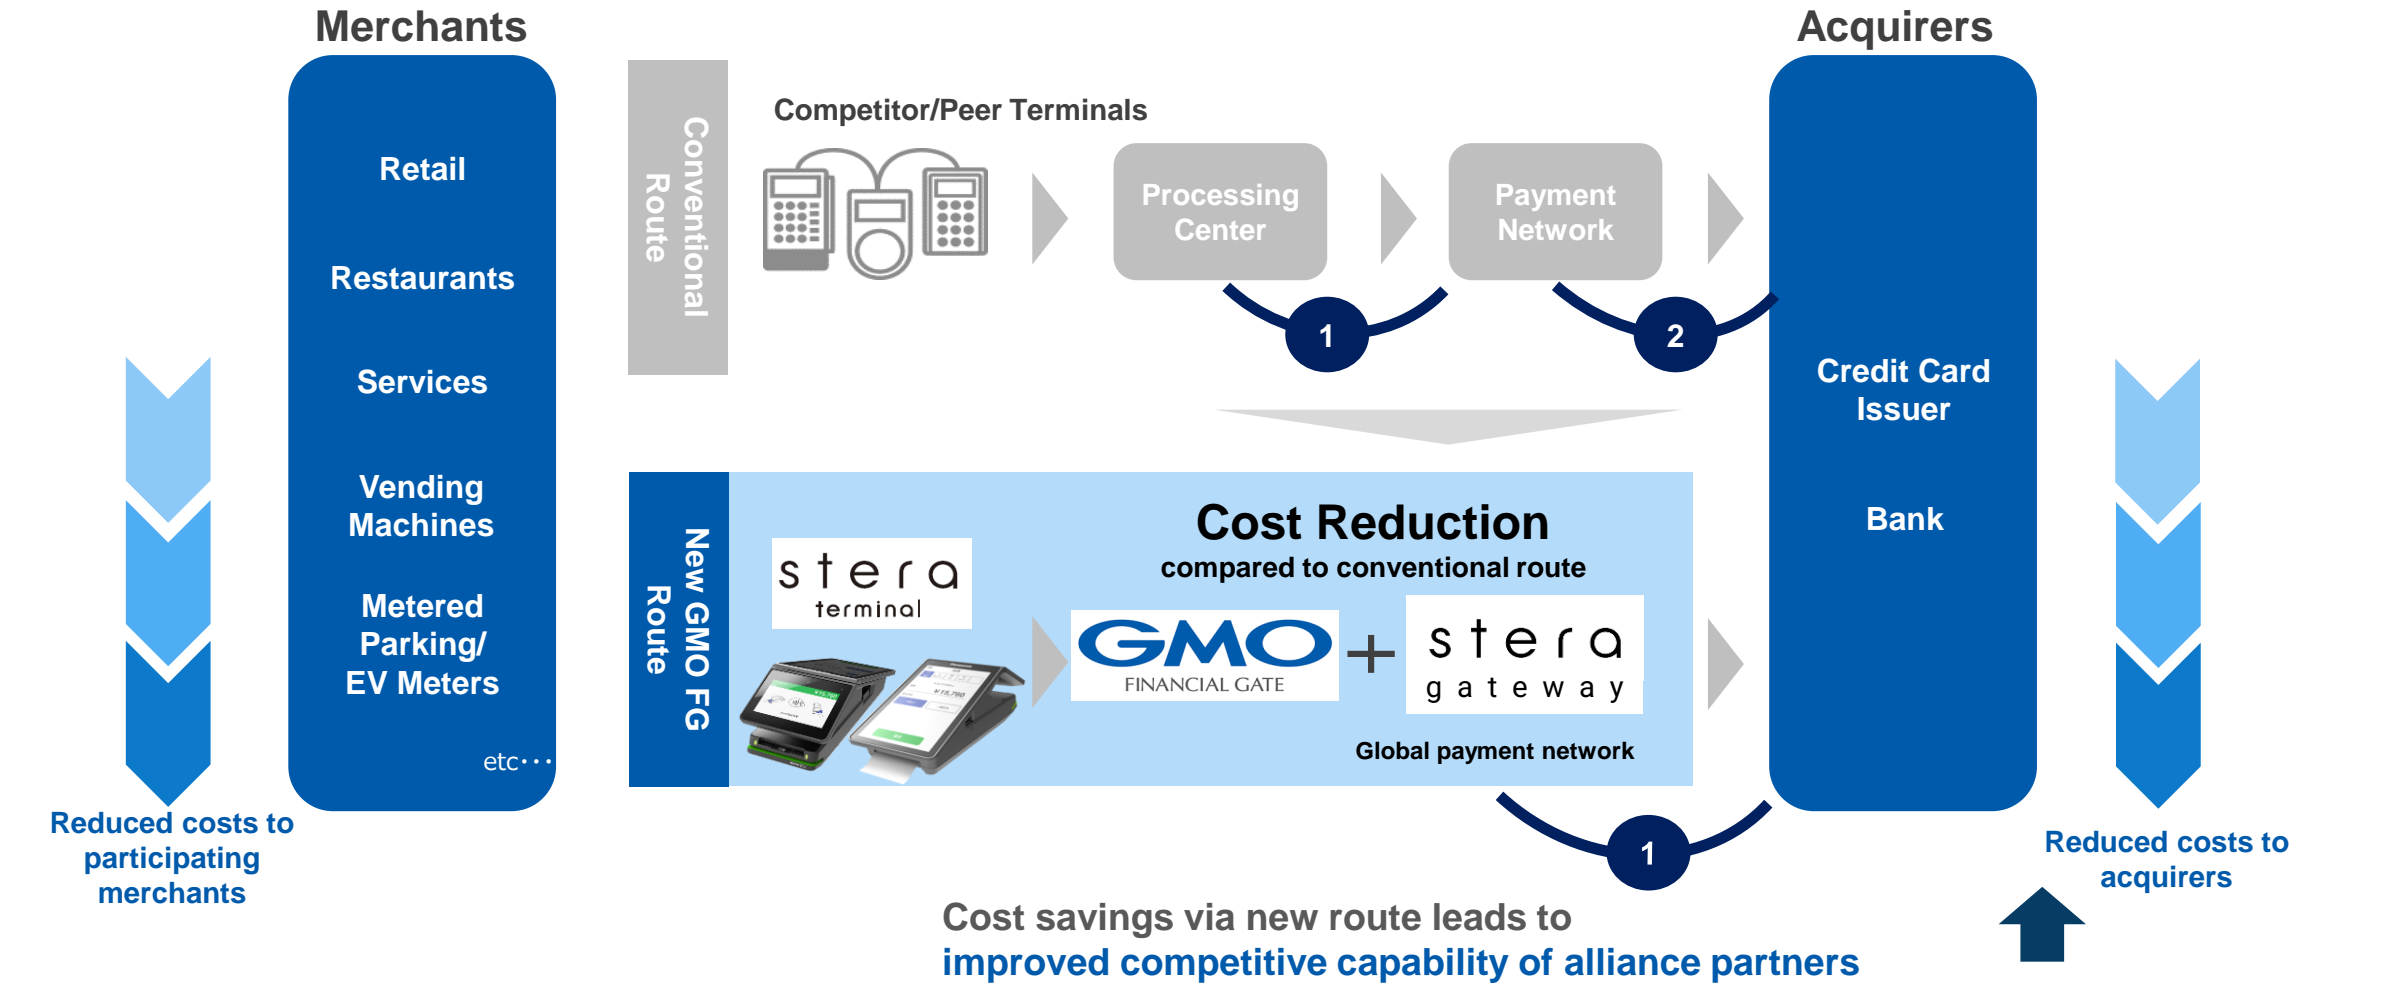 Merchants
Retail
Restaurants
Services
Vending
Machines
Metered
Parking/
EV Meters
etc･･･
Reduced costs to
participating
merchants
Conventional
Route
Competitor/Peer Terminals
Processing
Center
Payment
Network
1
2
New GMO FG
Route
stera
terminal
Cost Reduction
compared to conventional route
GMO
FINANCIAL GATE
+
stera
gateway
Global payment network
1
Acquirers
Credit Card
Issuer
Bank
Reduced costs to
acquirers
Cost savings via new route leads to
improved competitive capability of alliance partners